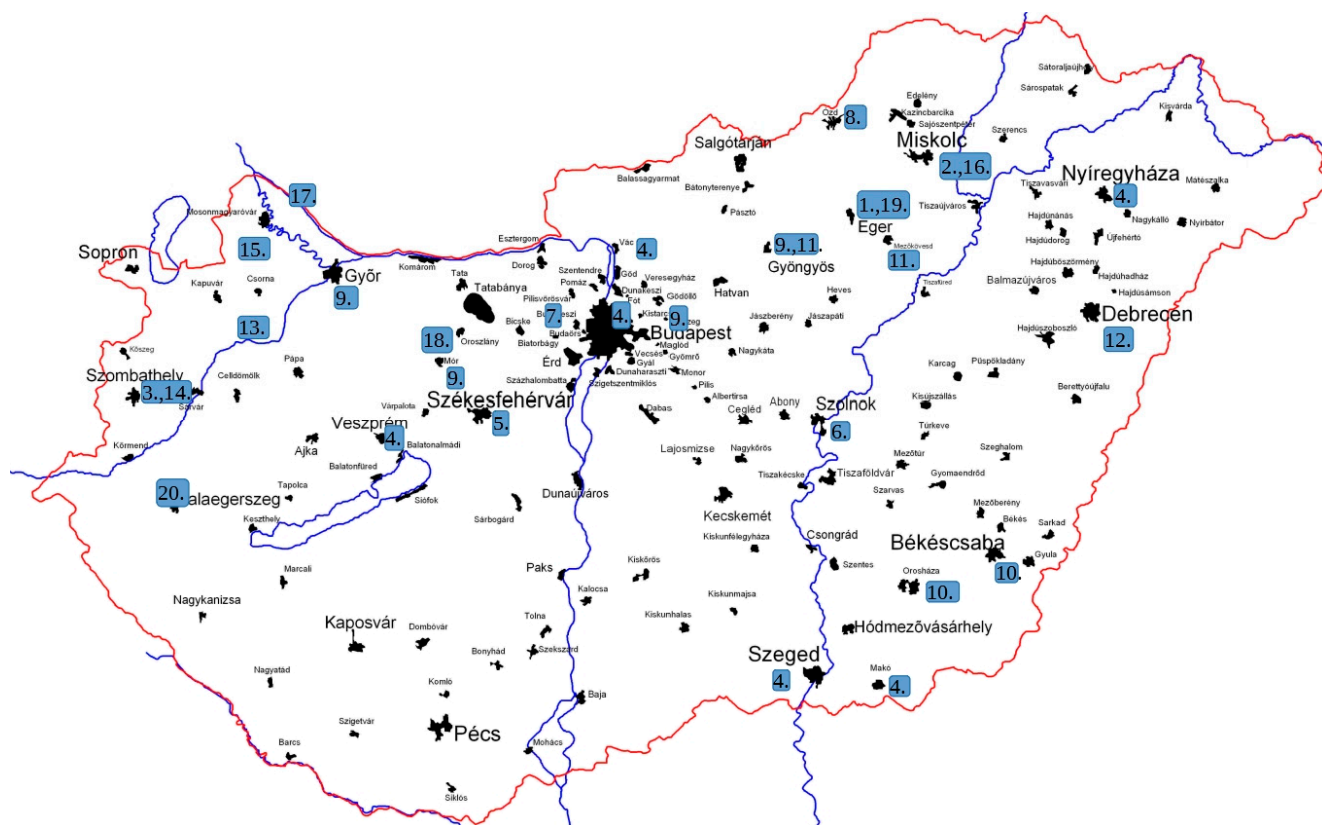 Sátoraljaújhely
Sárospatak
Edelény
Kazincbarcika
Ózd
8.
Sajószentpéter
Kisvárda
Szerencs
Miskolc
2.,16.
Salgótarján
Balassagyarmat
Bátonyterenye
Nyíregyháza
4.
Mátészalka
Tiszavasvári
17.
Mosonmagyaróvár
Pásztó
1.,19.
Eger
Tiszaújváros
Nagykálló
Nyírbátor
Hajdúnánás
Hajdúdorog
Újfehértó
15.
Sopron
Esztergom
Vác
4.
9.,11.
Gyöngyös
Mezőkövesd
11.
Komárom
Dorog
Győr
9.
Szentendre
Göd
Tata
Pomáz
Veresegyház
Dunakeszi
Hatvan
Heves
Tiszafüred
Hajdúböszörmény
Hajdúhadház
Balmazújváros
Hajdúsámson
Kapuvár
Csorna
Tatabánya
Pilisvörösvár
Fót
Gödöllő
Debrecen
12.
13.
7.
4.
9.
Budapest
Bicske
Budaörs
Biatorbágy
Jászberény
Jászapáti
Hajdúszoboszló
18.
Oroszlány
Mór
9.
Érd
Vecsés
Gyál
Maglód
Gyömrő
Nagykáta
Kőszeg
Pápa
Szombathely
3.,14.
Celldömölk
Sárvár
Százhalombatta
Dunaharaszti
Szigetszentmiklós
Monor
Pilis
Albertirsa
Karcag
Püspökladány
Berettyóújfalu
Székesfehérvár
5.
Várpalota
Dabas
Cegléd
Abony
Szolnok
6.
Kisújszállás
Túrkeve
Körmend
Ajka
Veszprém
4.
Balatonalmádi
Balatonfüred
Lajosmizse
Nagykőrös
Mezőtúr
Szeghalom
Gyomaendrőd
Tiszakécske
Tiszaföldvár
20.
alaegerszeg
Tapolca
Siófok
Sárbogárd
Dunaújváros
Kecskemét
Szarvas
Mezőberény
Békés
Sarkad
Keszthely
Kiskunfélegyháza
Csongrád
Békéscsaba
10.
Gyula
Marcali
Paks
Kiskőrös
Szentes
Orosháza
10.
Nagykanizsa
Kalocsa
Kiskunmajsa
Kaposvár
Dombóvár
Tolna
Kiskunhalas
Hódmezővásárhely
Szekszárd
Bonyhád
Szeged
4.
Makó
4.
Nagyatád
Komló
Baja
Szigetvár
Pécs
Barcs
Mohács
Siklós